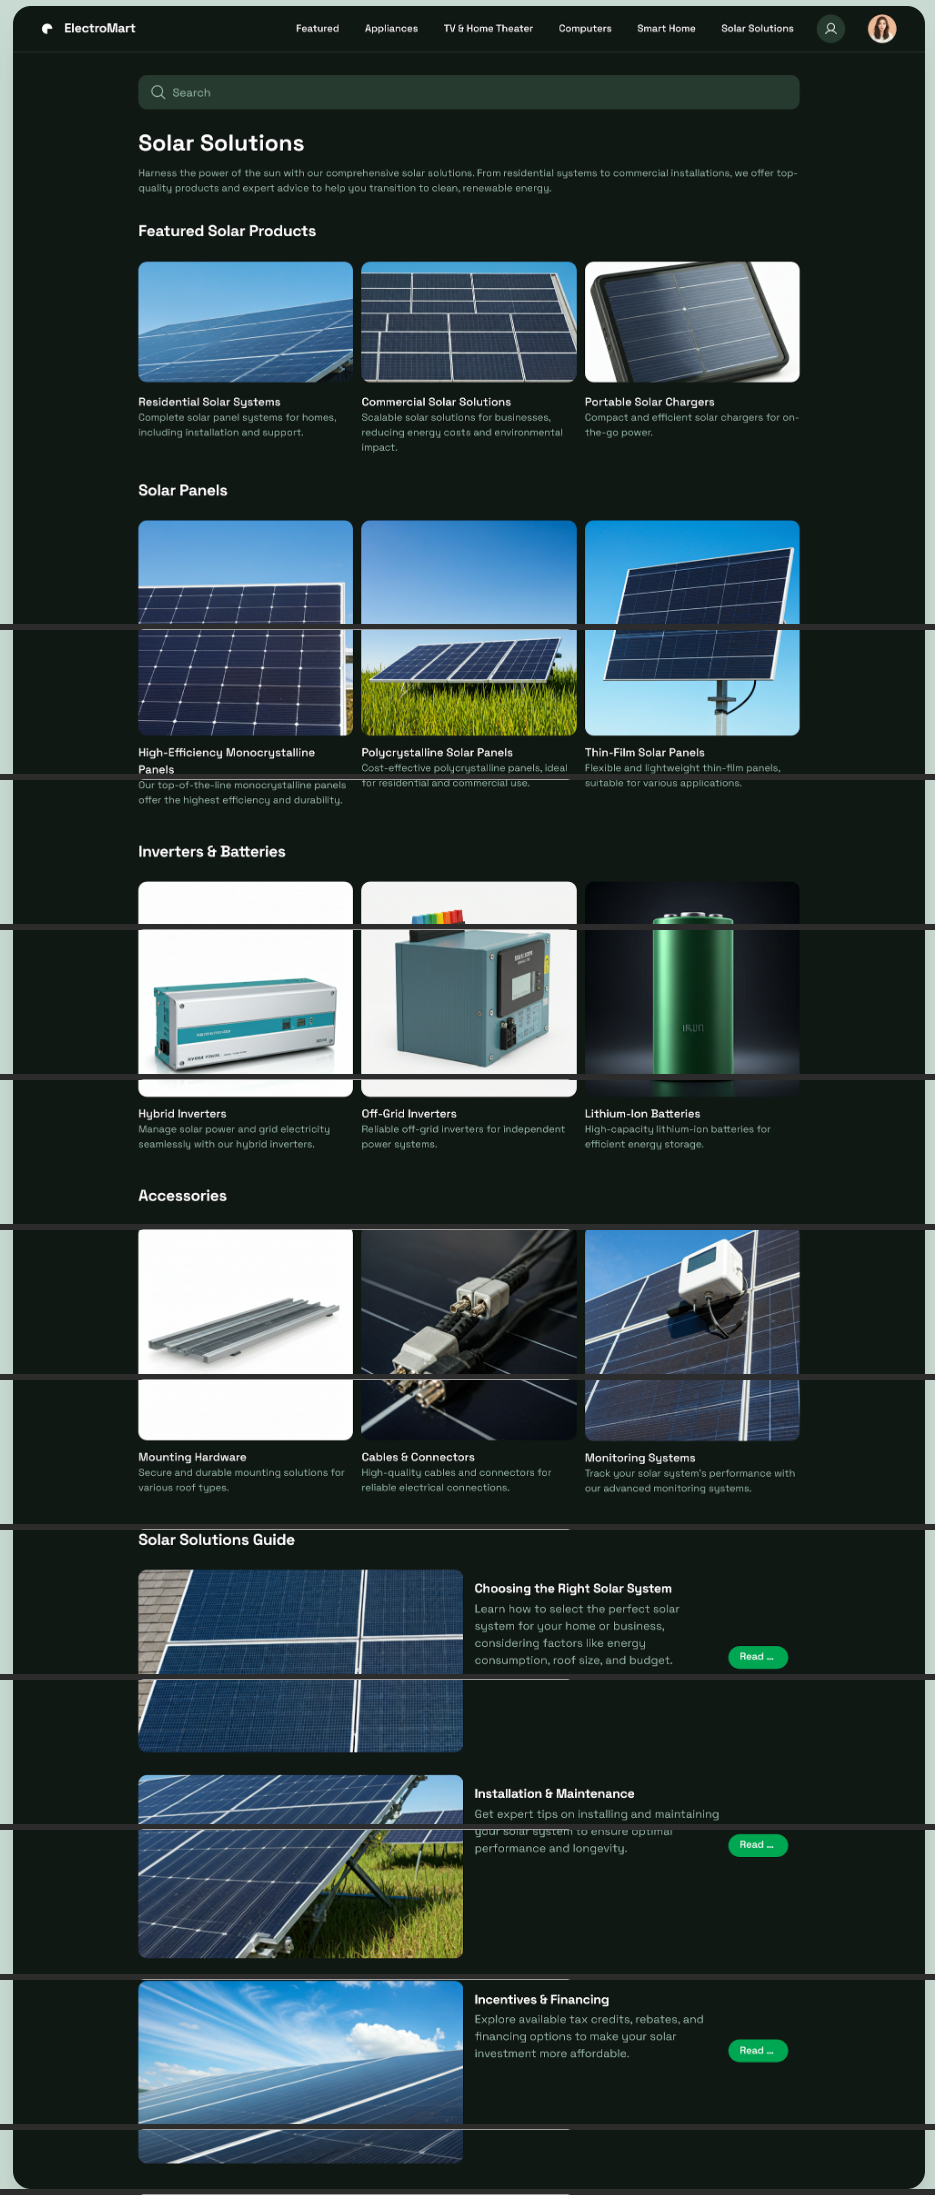 ElectroMart
Featured Appliances TV & Home Theater Computers Smart Home Solar Solutions
Search
Solar Solutions
Harness the power of the sun with our comprehensive solar solutions. From residential systems to commercial installations, we offer top-
quality products and expert advice to help you transition to clean, renewable energy.
Featured Solar Products
Residential Solar Systems
Complete solar panel systems for homes,
including installation and support.
Commercial Solar Solutions
Scalable solar solutions for businesses,
reducing energy costs and environmental
impact.
Portable Solar Chargers
Compact and efficient solar chargers for on-
the-go power.
Solar Panels
High-Efficiency Monocrystalline
Panels
Our top-of-the-line monocrystalline panels
offer the highest efficiency and durability.
Polycrystalline Solar Panels
Cost-effective polycrystalline panels, ideal
for residential and commercial use.
Thin-Film Solar Panels
Flexible and lightweight thin-film panels,
suitable for various applications.
Inverters & Batteries
Hybrid Inverters
Manage solar power and grid electricity
seamlessly with our hybrid inverters.
Off-Grid Inverters
Reliable off-grid inverters for independent
power systems.
Lithium-Ion Batteries
High-capacity lithium-ion batteries for
efficient energy storage.
Accessories
Mounting Hardware
Secure and durable mounting solutions for
various roof types.
Cables & Connectors
High-quality cables and connectors for
reliable electrical connections.
Monitoring Systems
Track your solar system's performance with
our advanced monitoring systems.
Solar Solutions Guide
Choosing the Right Solar System
Learn how to select the perfect solar
system for your home or business,
considering factors like energy
consumption, roof size, and budget.
Read ...
Installation & Maintenance
Get expert tips on installing and maintaining
your solar system to ensure optimal
performance and longevity.
Read ...
Incentives & Financing
Explore available tax credits, rebates, and
financing options to make your solar
investment more affordable.
Read ...